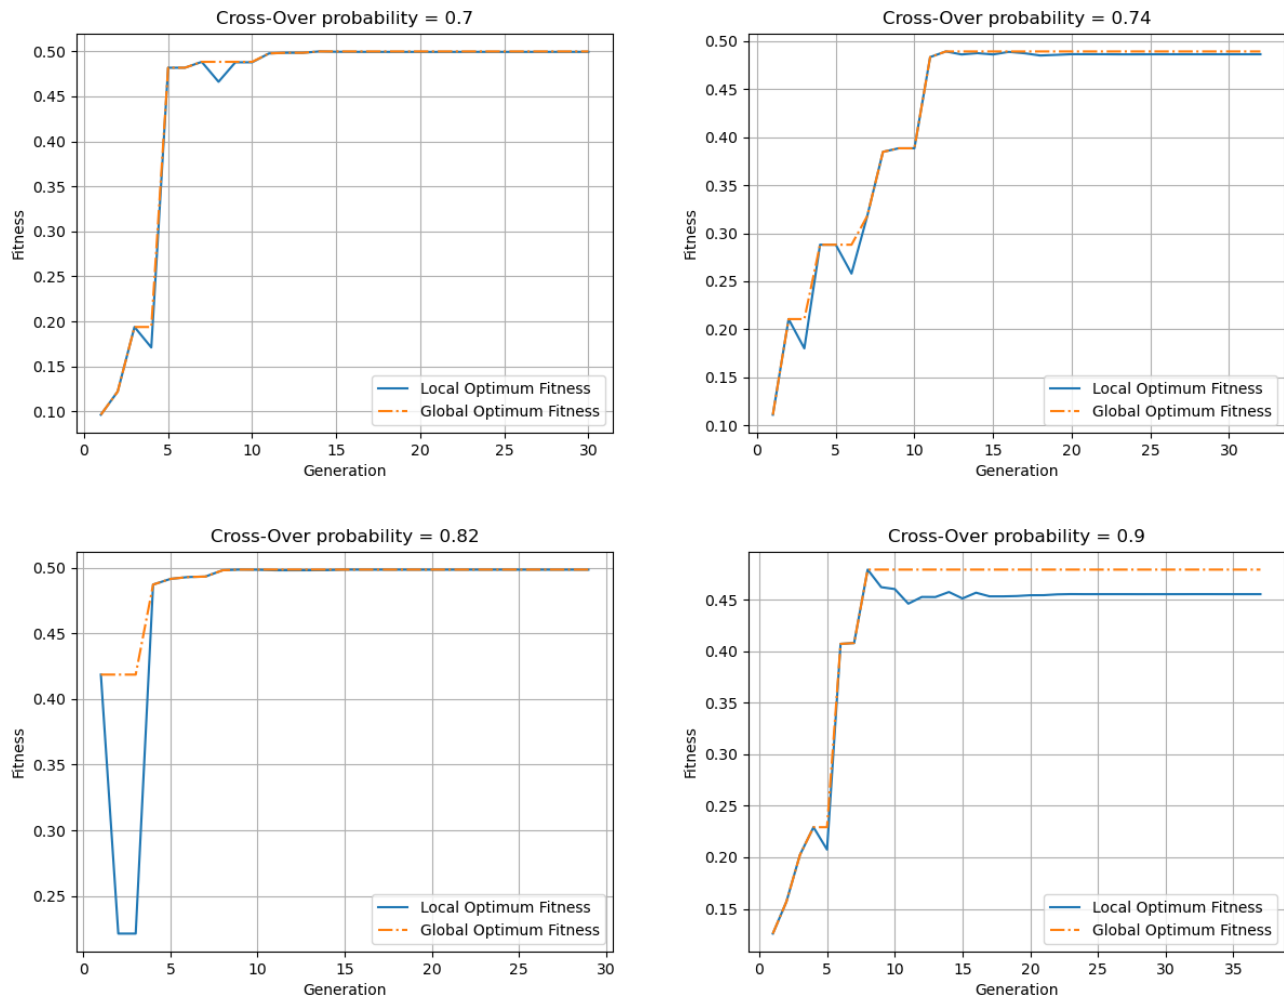 Cross-Over probability = 0.7
0.50
0.45
0.40
0.35
0.30
0.25
0.20
0.15
0.10
Fitness
Local Optimum Fitness
Global Optimum Fitness
0 5 10 15 20 25 30
Generation
Cross-Over probability = 0.74
0.50
0.45
0.40
0.35
0.30
0.25
0.20
0.15
0.10
Fitness
Local Optimum Fitness
Global Optimum Fitness
0 5 10 15 20 25 30
Generation
Cross-Over probability = 0.82
0.50
0.45
0.40
0.35
0.30
0.25
Fitness
Local Optimum Fitness
Global Optimum Fitness
0 5 10 15 20 25 30
Generation
Cross-Over probability = 0.9
0.45
0.40
0.35
0.30
0.25
0.20
0.15
Fitness
Local Optimum Fitness
Global Optimum Fitness
0 5 10 15 20 25 30 35
Generation